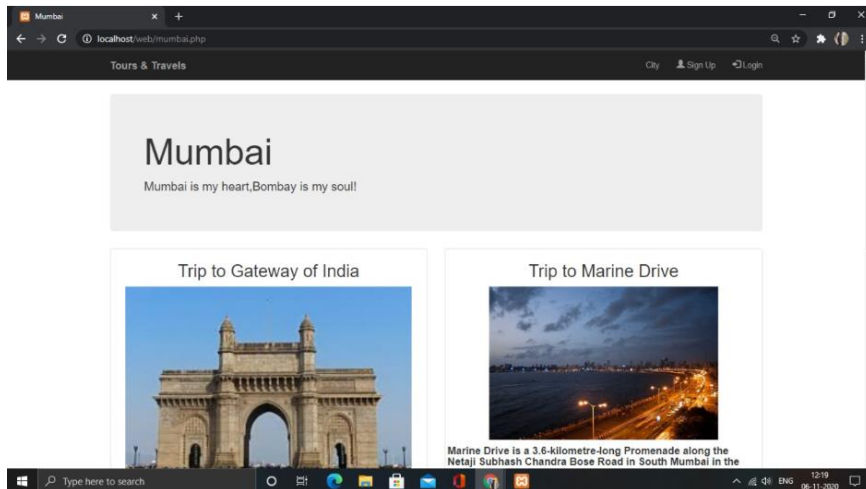 Mumbai
localhost/web/mumbai.php
Tours & Travels
City Sign Up Login
Mumbai
Mumbai is my heart,Bombay is my soul!
Trip to Gateway of India
Trip to Marine Drive
Marine Drive is a 3.6-kilometre-long Promenade along the
Netaji Subhash Chandra Bose Road in South Mumbai in the
Type here to search
ENG
12:19
06-11-2020